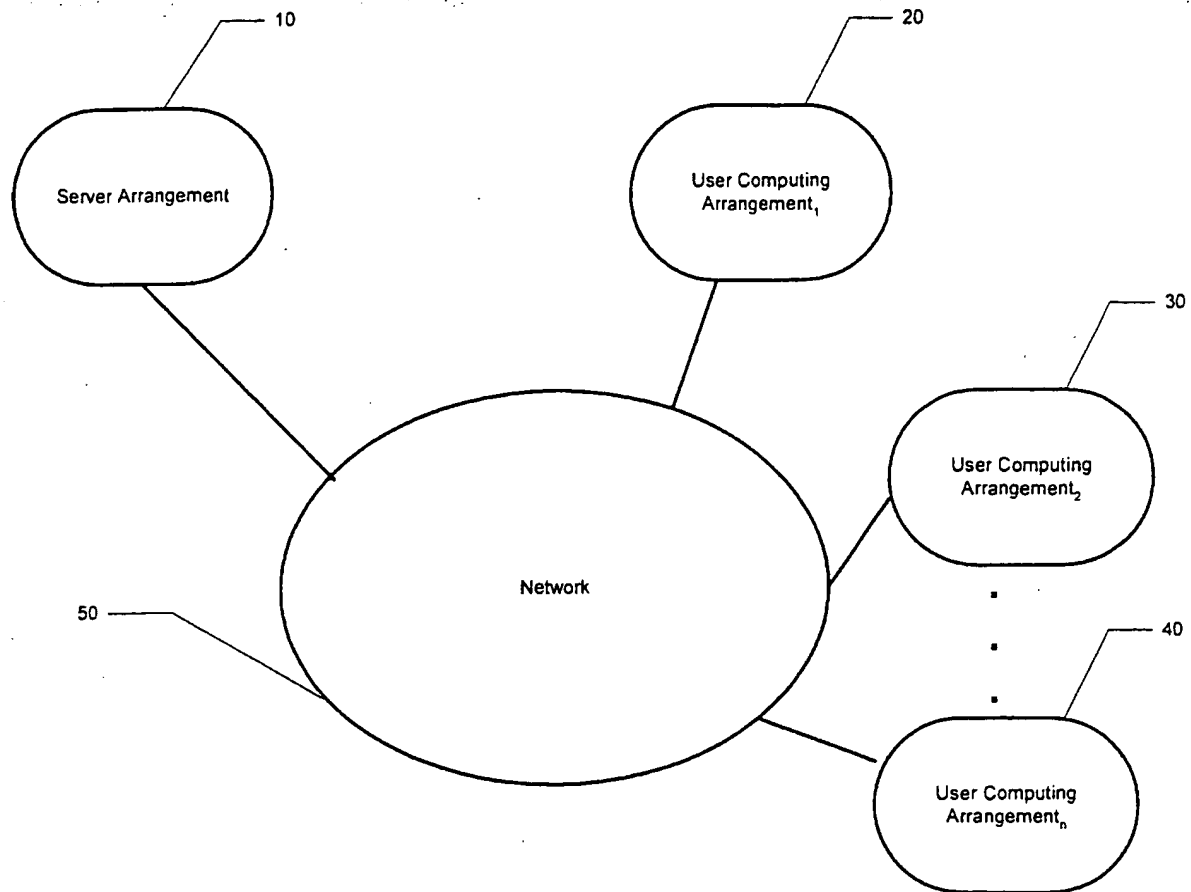 10
20
Server Arrangement
User Computing
Arrangement₁
30
User Computing
Arrangement₂
Network
50
40
User Computing
Arrangementₙ